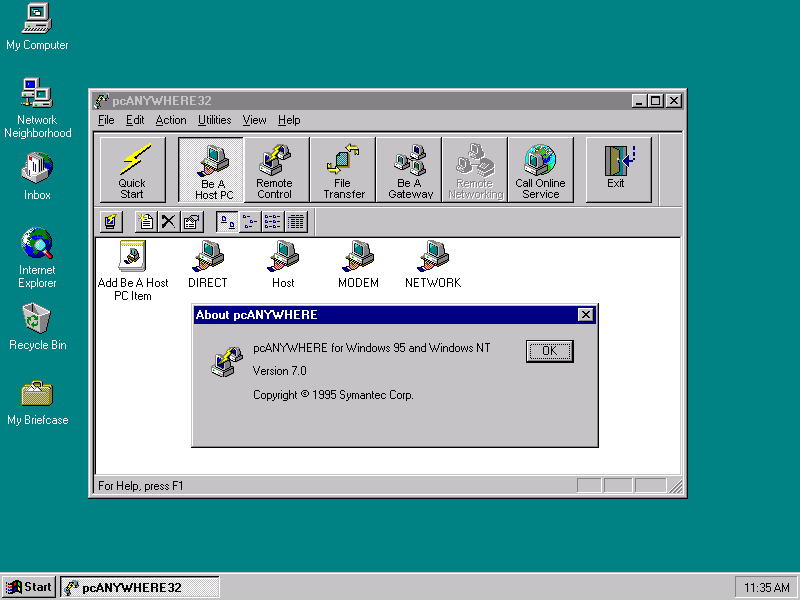 My Computer
Network
Neighborhood
Inbox
Internet
Explorer
Recycle Bin
My Briefcase
pcANYWHERE32
File Edit Action Utilities View Help
Quick
Start
Be A
Host PC
Remote
Control
File
Transfer
Be A
Gateway
Remote
Networking
Call Online
Service
Exit
Add Be A Host
PC Item
DIRECT
Host
MODEM
NETWORK
About pcANYWHERE
pcANYWHERE for Windows 95 and Windows NT
OK
Version 7.0
Copyright © 1995 Symantec Corp.
For Help, press F1
Start
pcANYWHERE32
11:35 AM